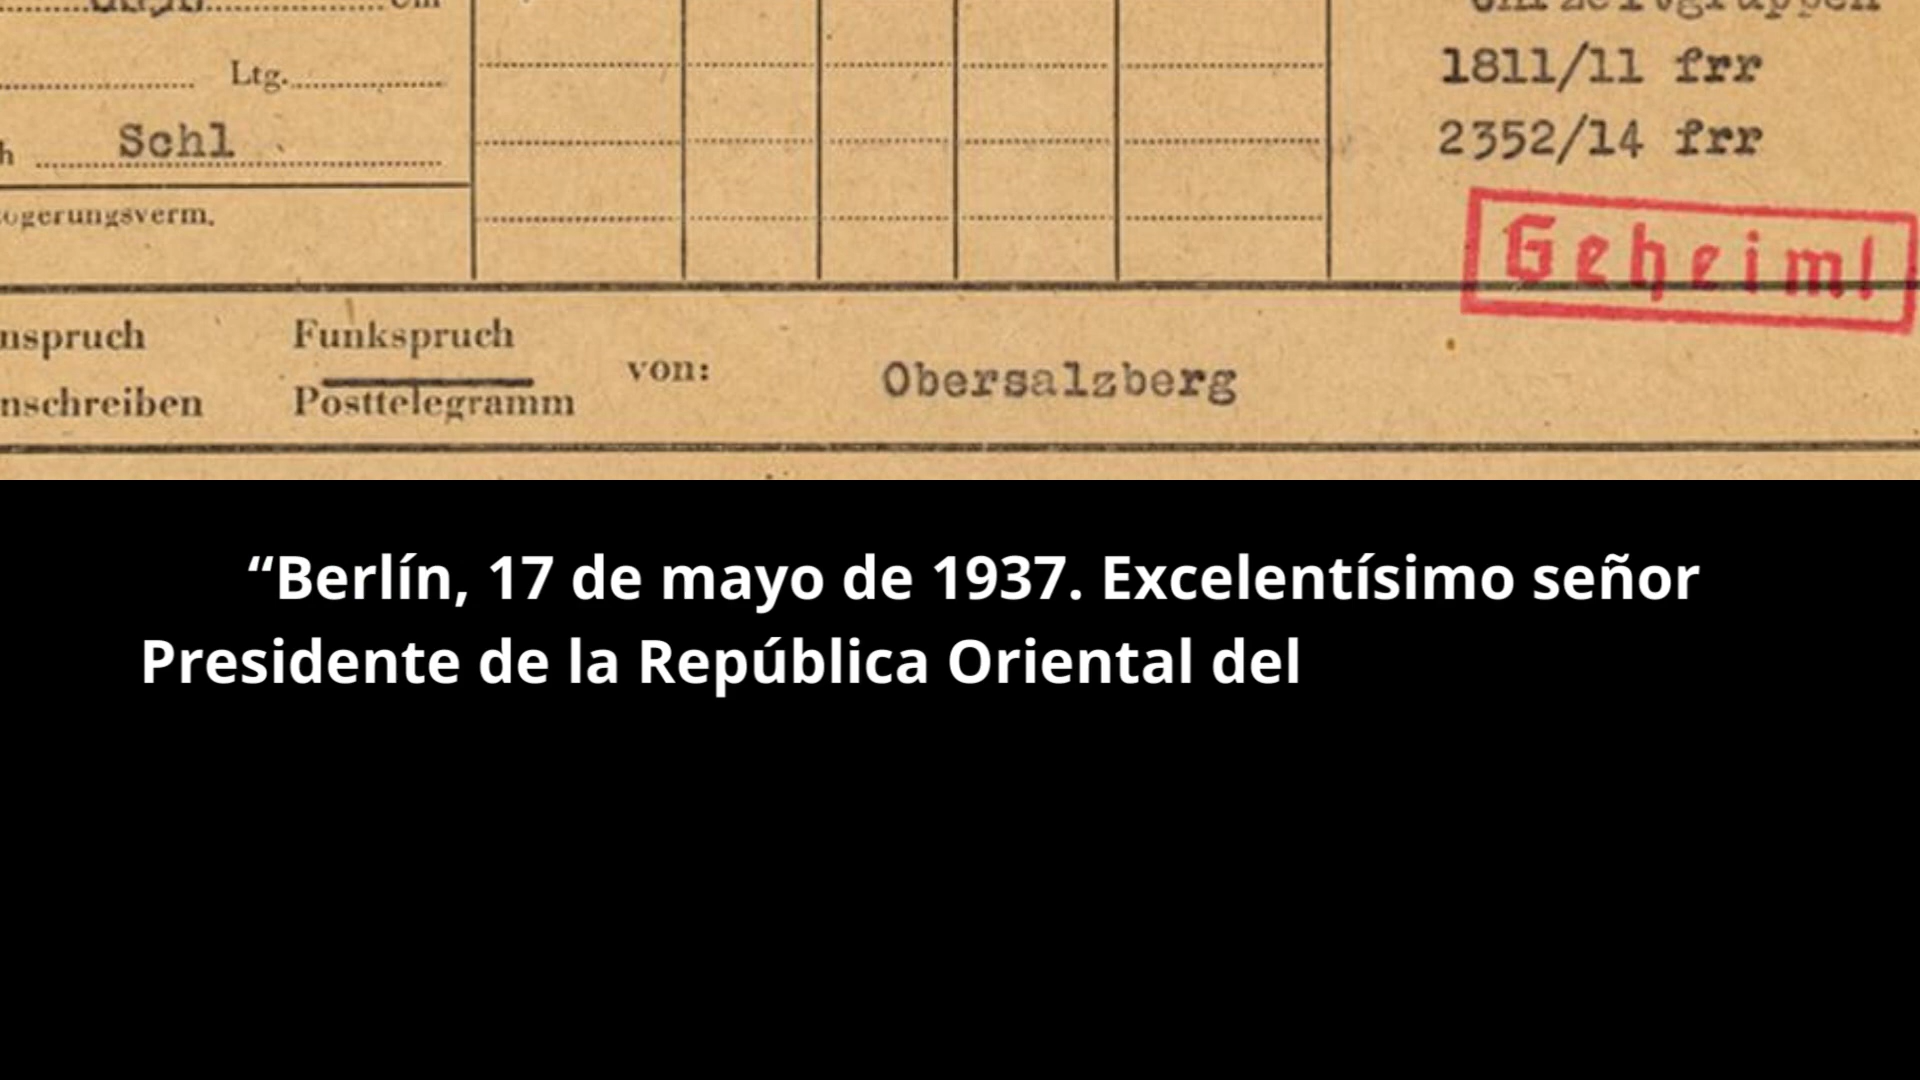 Ltg.
1811/11 frr
Schl
2352/14 frr
ogerungsverm.
Geheim!
nspruch Funkspruch
von: Obersalzberg
nschreiben Posttelegramm
“Berlín, 17 de mayo de 1937. Excelentísimo señor
Presidente de la República Oriental del